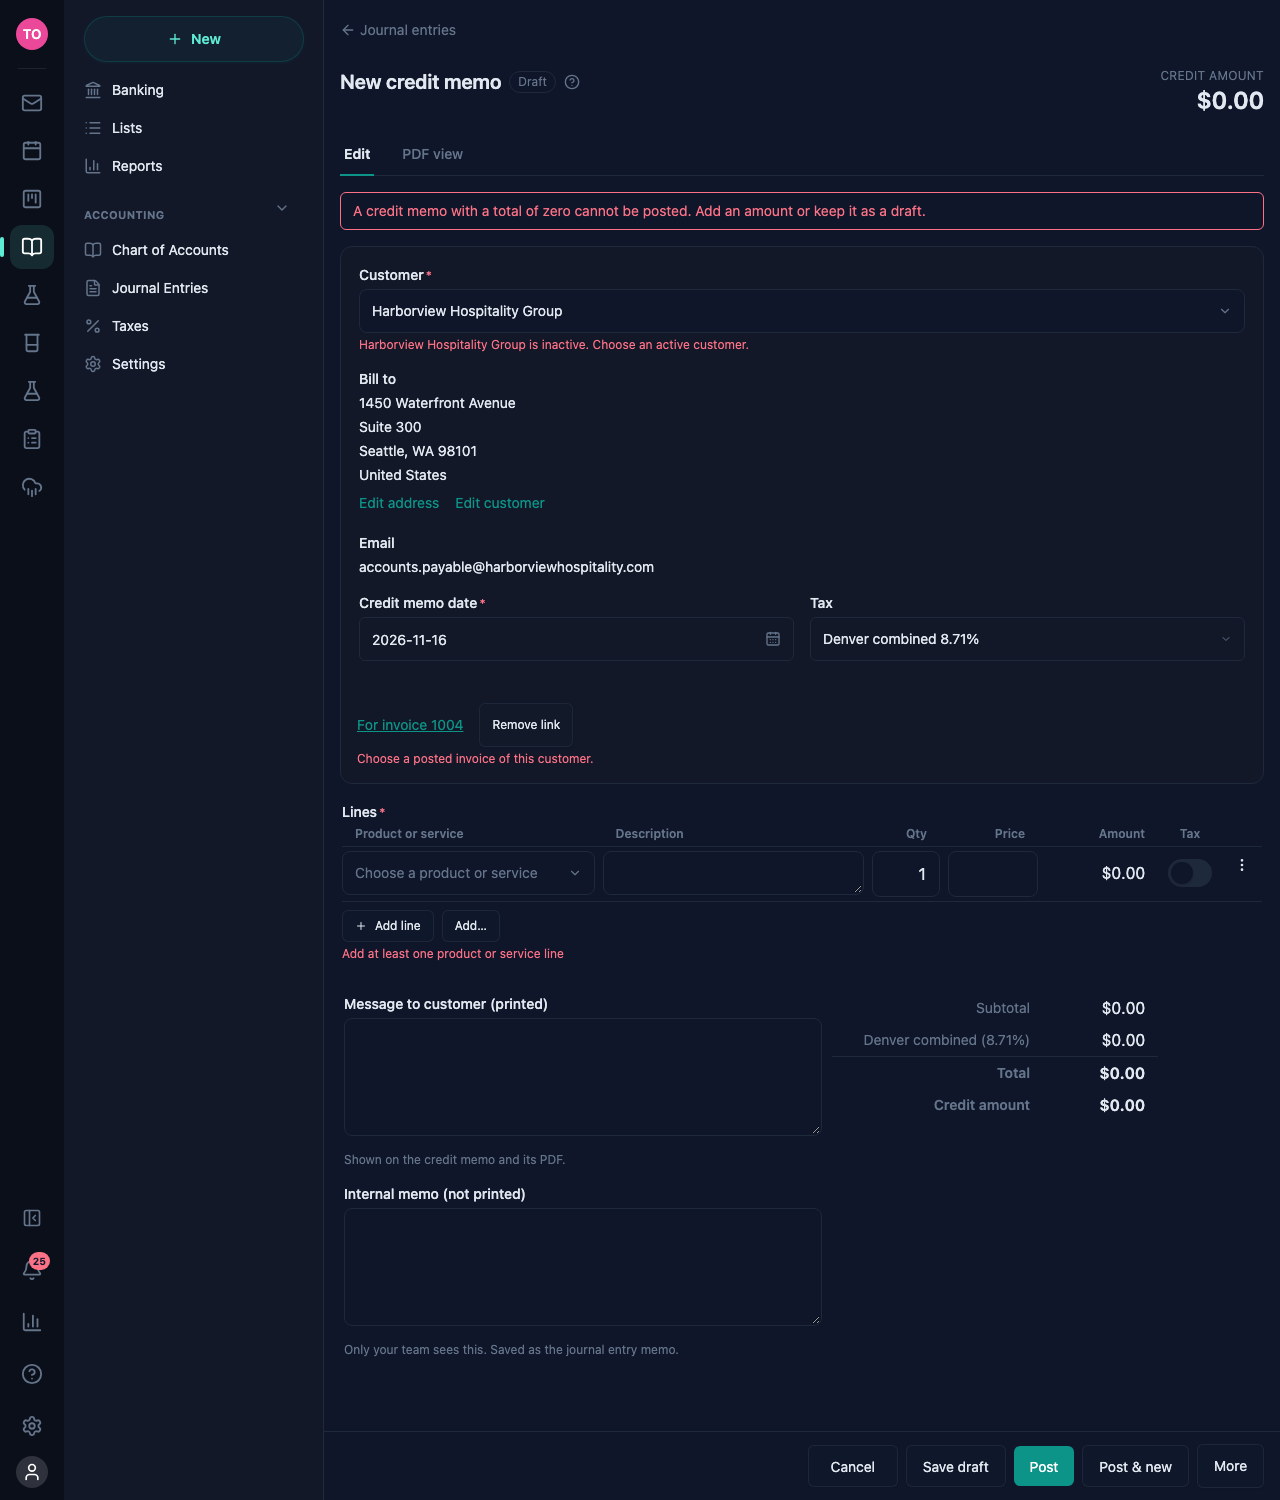 TO
New
Banking
Lists
Reports
ACCOUNTING
Chart of Accounts
Journal Entries
Taxes
Settings
25
Journal entries
New credit memo
Draft
CREDIT AMOUNT
$0.00
Edit
PDF view
A credit memo with a total of zero cannot be posted. Add an amount or keep it as a draft.
Customer*
Harborview Hospitality Group
Harborview Hospitality Group is inactive. Choose an active customer.
Bill to
1450 Waterfront Avenue
Suite 300
Seattle, WA 98101
United States
Edit address Edit customer
Email
accounts.payable@harborviewhospitality.com
Credit memo date*
Tax
2026-11-16
Denver combined 8.71%
For invoice 1004
Remove link
Choose a posted invoice of this customer.
Lines*
Product or service Description Qty Price Amount Tax
Choose a product or service 1 $0.00
Add line
Add...
Add at least one product or service line
Message to customer (printed)
Shown on the credit memo and its PDF.
Subtotal $0.00
Denver combined (8.71%) $0.00
Total $0.00
Credit amount $0.00
Internal memo (not printed)
Only your team sees this. Saved as the journal entry memo.
Cancel
Save draft
Post
Post & new
More